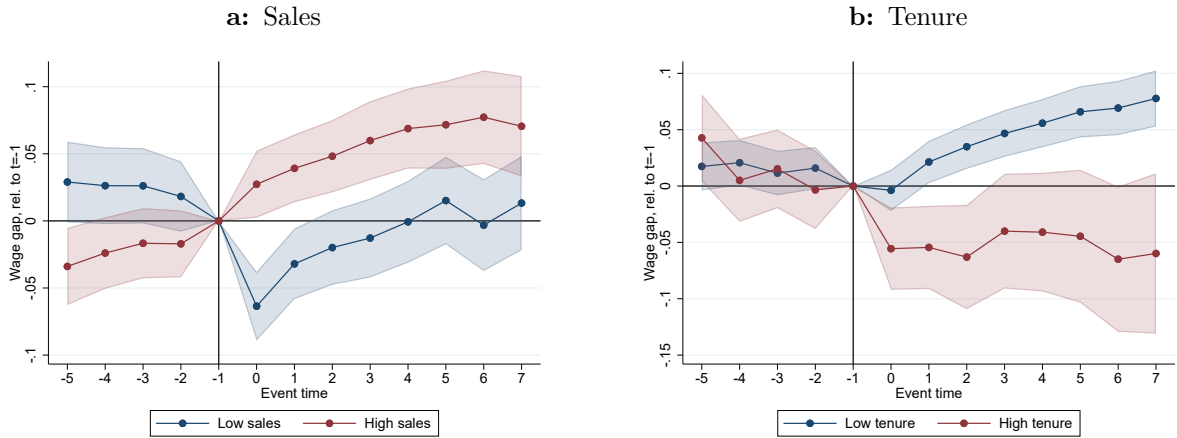 a: Sales
Wage gap, rel. to t=-1
.1
.05
0
-.05
-.1
-5 -4 -3 -2 -1 0 1 2 3 4 5 6 7
Event time
Low sales High sales
b: Tenure
Wage gap, rel. to t=-1
.1
.05
0
-.05
-.1
-.15
-5 -4 -3 -2 -1 0 1 2 3 4 5 6 7
Event time
Low tenure High tenure